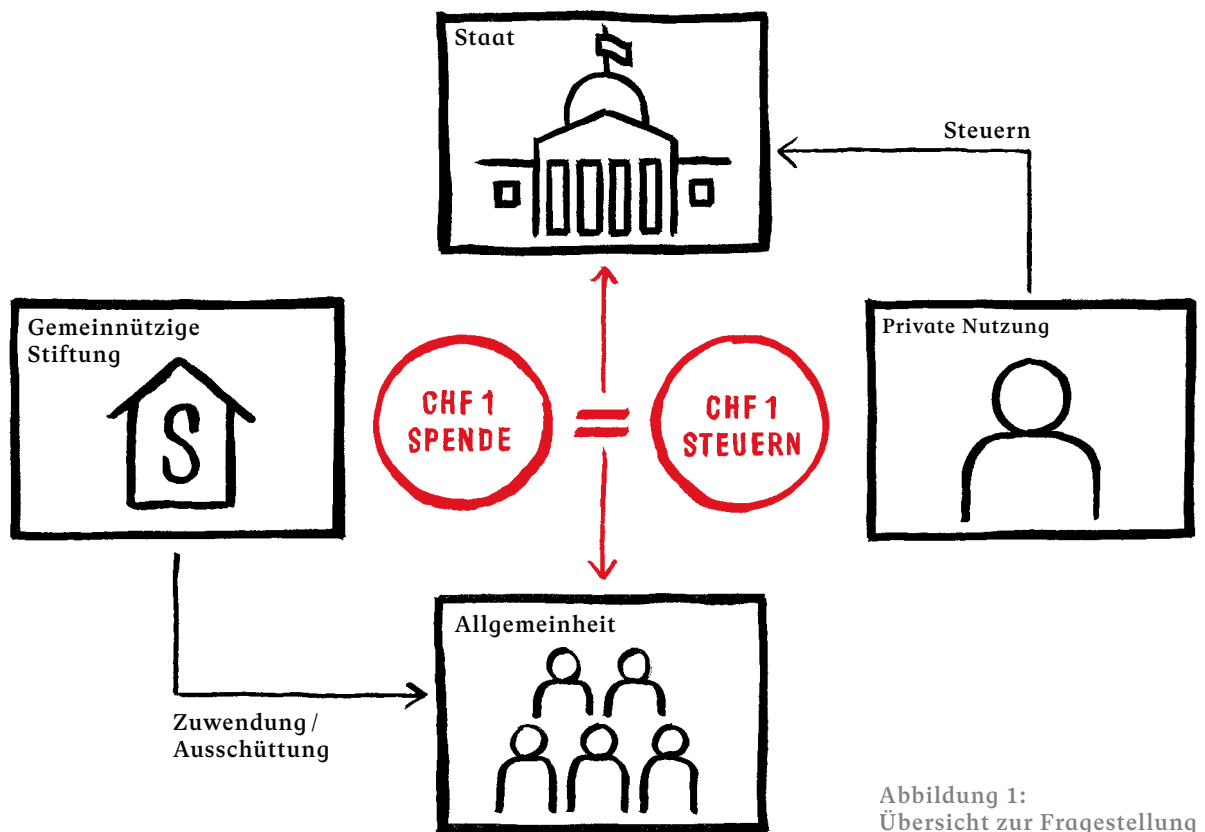 Staat
Steuern
Gemeinnützige
Stiftung
S
CHF 1
SPENDE
=
CHF 1
STEUERN
Private Nutzung
Allgemeinheit
Zuwendung /
Ausschüttung
Abbildung 1:
Übersicht zur Fragestellung